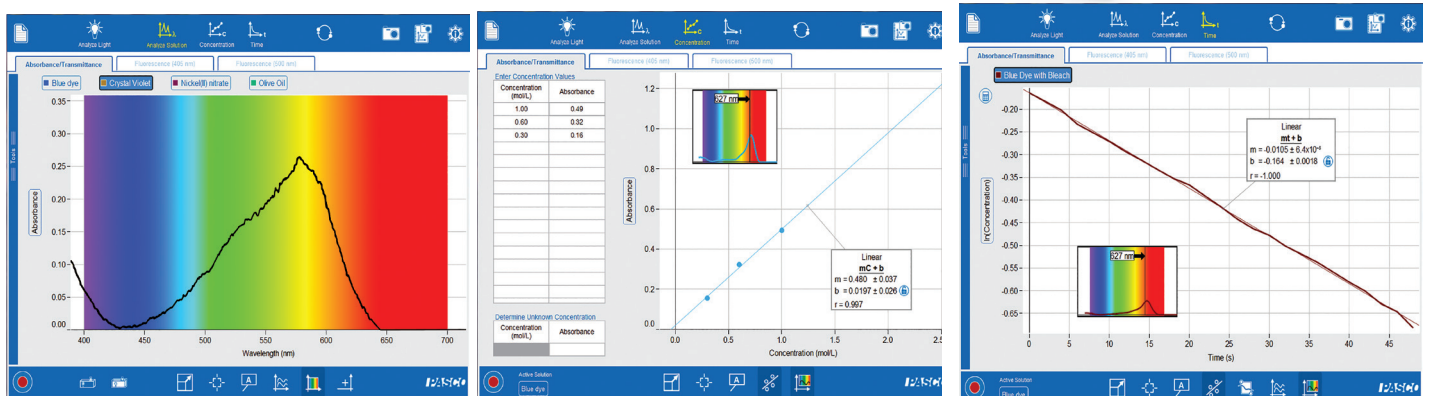 Analyze Light
Analyze Solution
Concentration
Time
Absorbance/Transmittance
Fluorescence (405 nm)
Fluorescence (500 nm)
Blue dye
Crystal Violet
Nickel(II) nitrate
Olive Oil
Tools
Absorbance
0.35
0.30
0.25
0.20
0.15
0.10
0.05
0.00
400 450 500 550 600 650 700
Wavelength (nm)
PASCO
Analyze Light
Analyze Solution
Concentration
Time
Absorbance/Transmittance
Fluorescence (405 nm)
Fluorescence (500 nm)
Enter Concentration Values
Concentration (mol/L) Absorbance
1.00 0.49
0.60 0.32
0.30 0.16
Determine Unknown Concentration
Concentration (mol/L) Absorbance
Absorbance
1.2
1.0
0.8
0.6
0.4
0.2
0.0
627 nm
Linear
mC + b
m = 0.480 ± 0.037
b = 0.0197 ± 0.026
r = 0.997
0.0 0.5 1.0 1.5 2.0 2.5
Concentration (mol/L)
Active Solution
Blue dye
PASCO
Analyze Light
Analyze Solution
Concentration
Time
Absorbance/Transmittance
Fluorescence (405 nm)
Fluorescence (500 nm)
Blue Dye with Bleach
Tools
ln(Concentration)
-0.20
-0.25
-0.30
-0.35
-0.40
-0.45
-0.50
-0.55
-0.60
-0.65
Linear
mt + b
b = -0.164 ± 0.0018
r = -1.000
627 nm
0 5 10 15 20 25 30 35 40 45
Time (s)
Active Solution
Blue dye
PASCO